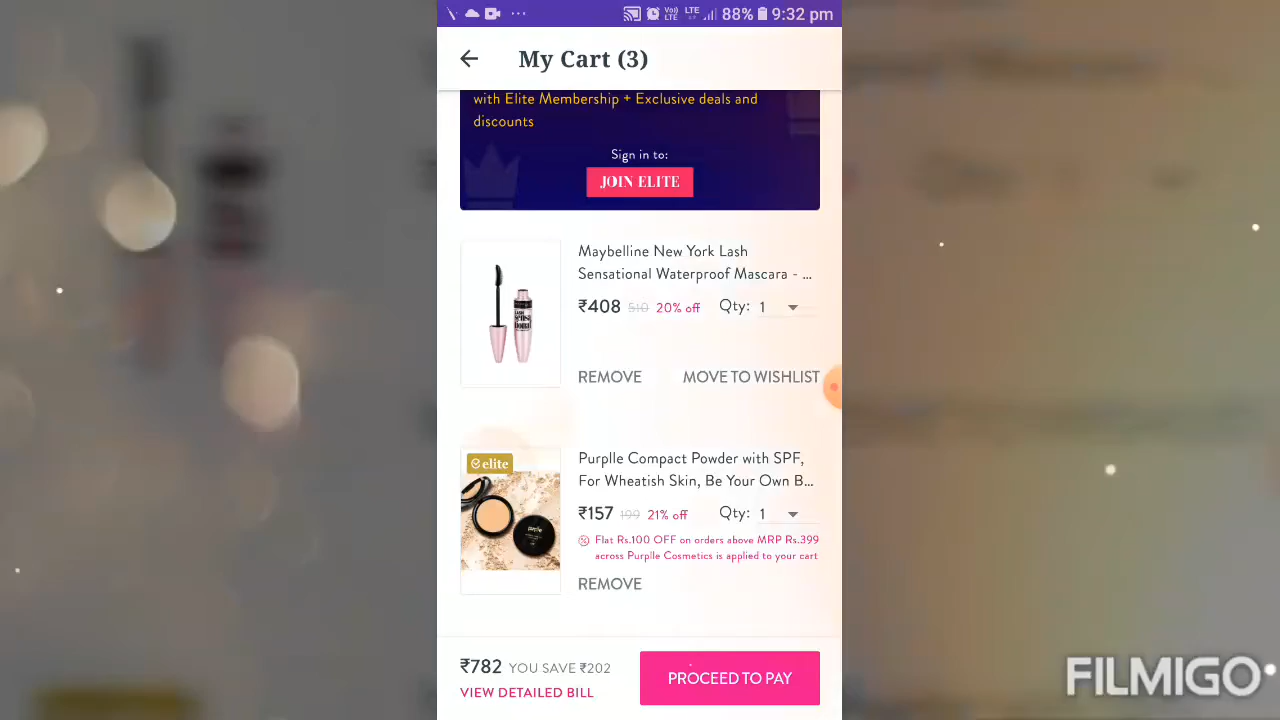 88% 9:32 pm
My Cart (3)
with Elite Membership + Exclusive deals and
discounts
Sign in to:
JOIN ELITE
Maybelline New York Lash
Sensational Waterproof Mascara - ...
₹408 510 20% off Qty: 1
REMOVE MOVE TO WISHLIST
elite
Purplle Compact Powder with SPF,
For Wheatish Skin, Be Your Own B...
₹157 199 21% off Qty: 1
Flat Rs.100 OFF on orders above MRP Rs.399
across Purplle Cosmetics is applied to your cart
REMOVE
₹782 YOU SAVE ₹202
PROCEED TO PAY
VIEW DETAILED BILL
FILMIGO